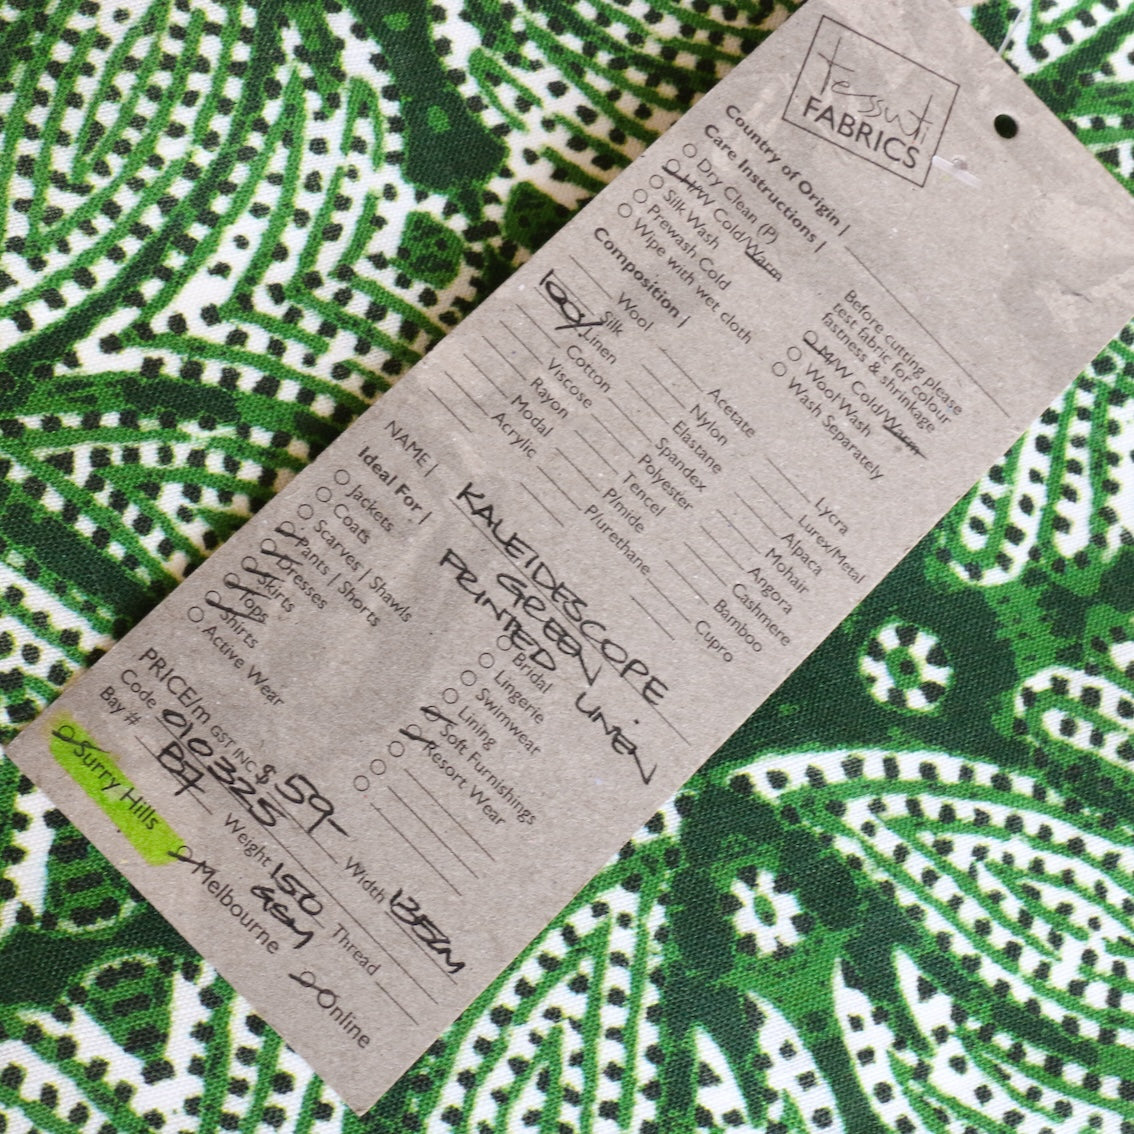 tessuti
FABRICS
Country of Origin |
Care Instructions |
Dry Clean (P)
H/W Cold/Warm
Silk Wash
Prewash Cold
Wipe with wet cloth
Before cutting please
test fabric for colour
fastness & shrinkage
M/W Cold/Warm
Wool Wash
Wash Separately
Composition |
Wool
Silk
100% Linen
Cotton
Viscose
Rayon
Modal
Acrylic
Acetate
Nylon
Elastane
Spandex
Polyester
Tencel
P/mide
P/urethane
Lycra
Lurex/Metal
Alpaca
Mohair
Angora
Cashmere
Bamboo
Cupro
NAME | KALEIDESCOPE
GREEN
PRINTED LINEN
Ideal For |
Jackets
Coats
Scarves | Shawls
Pants | Shorts
Dresses
Skirts
Tops
Shirts
Active Wear
Bridal
Lingerie
Swimwear
Lining
Soft Furnishings
Resort Wear
PRICE/m GST INC $ 59-
Width 135CM
Code 010325
Weight 150
GSM
Thread
Bay# B7
Surry Hills
Melbourne
Online